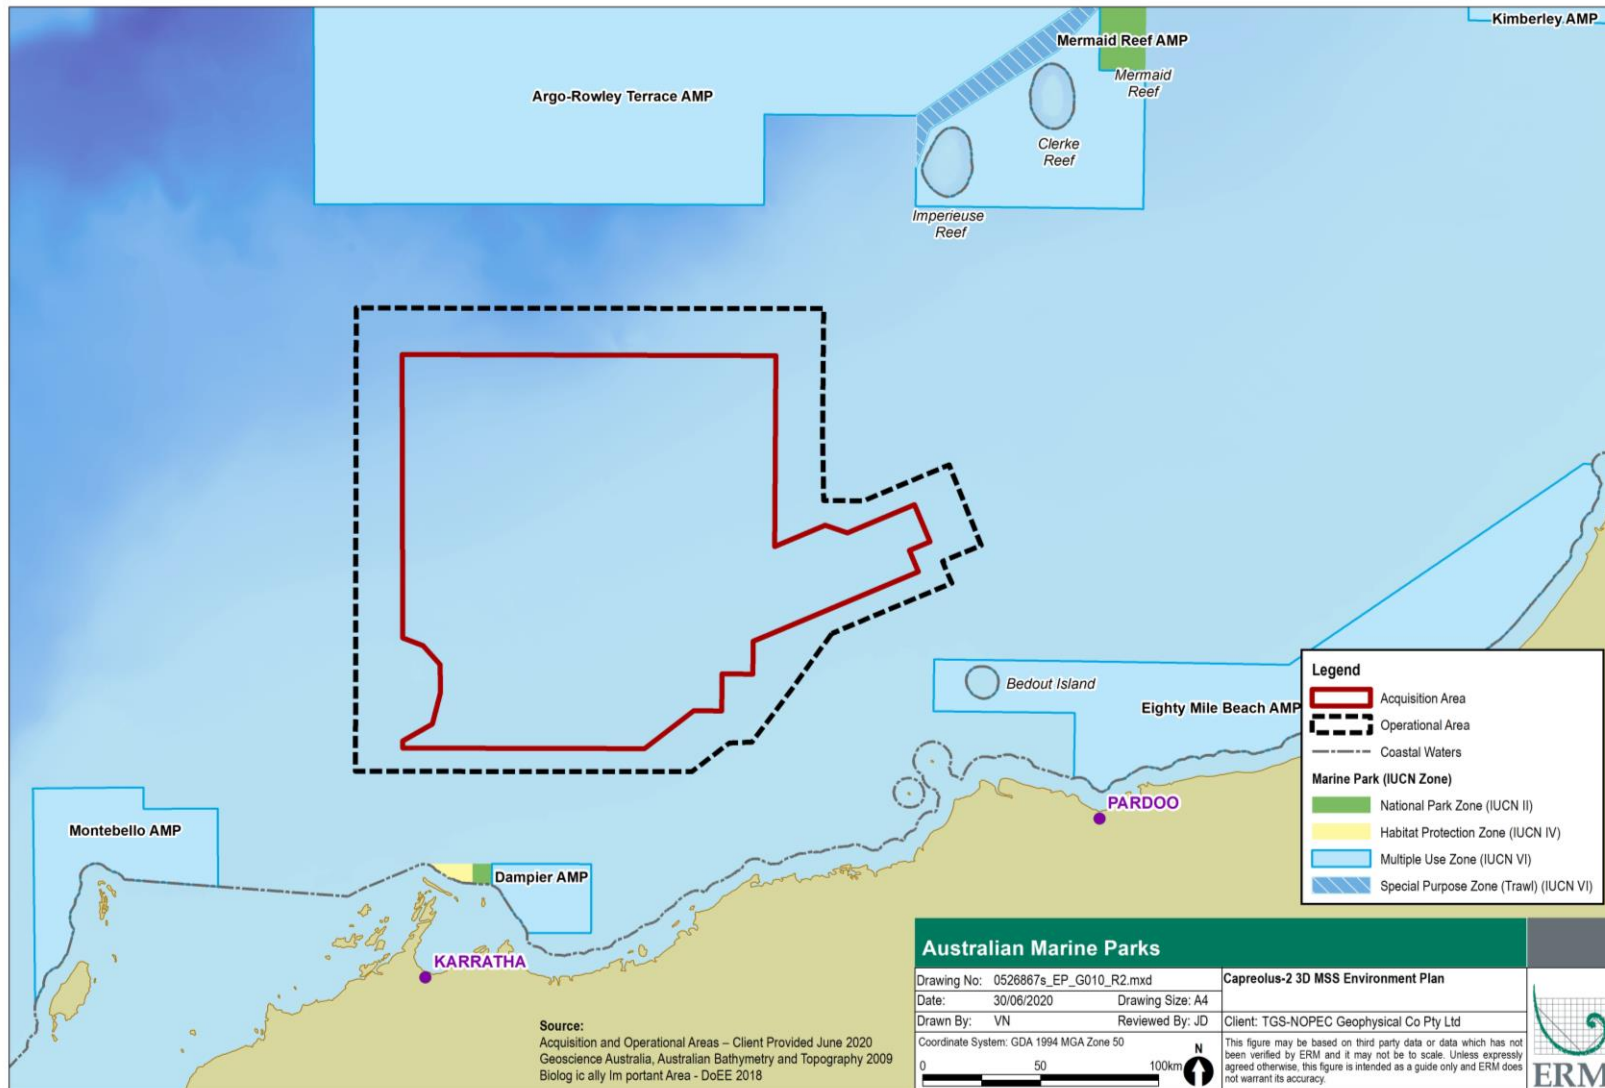 Kimberley AMP
Mermaid Reef AMP
Mermaid
Reef
Argo-Rowley Terrace AMP
Clerke
Reef
Imperieuse
Reef
Bedout Island
Eighty Mile Beach AMP
Montebello AMP
Dampier AMP
PARDOO
KARRATHA
Legend
Acquisition Area
Operational Area
Coastal Waters
Marine Park (IUCN Zone)
National Park Zone (IUCN II)
Habitat Protection Zone (IUCN IV)
Multiple Use Zone (IUCN VI)
Special Purpose Zone (Trawl) (IUCN VI)
Source:
Acquisition and Operational Areas – Client Provided June 2020
Geoscience Australia, Australian Bathymetry and Topography 2009
Biolog ic ally Im portant Area - DoEE 2018
Australian Marine Parks
Drawing No: 0526867s_EP_G010_R2.mxd
Capreolus-2 3D MSS Environment Plan
Date: 30/06/2020 Drawing Size: A4
Drawn By: VN Reviewed By: JD
Client: TGS-NOPEC Geophysical Co Pty Ltd
Coordinate System: GDA 1994 MGA Zone 50
0 50 100km
N
This figure may be based on third party data or data which has not
been verified by ERM and it may not be to scale. Unless expressly
agreed otherwise, this figure is intended as a guide only and ERM does
not warrant its accuracy.
ERM